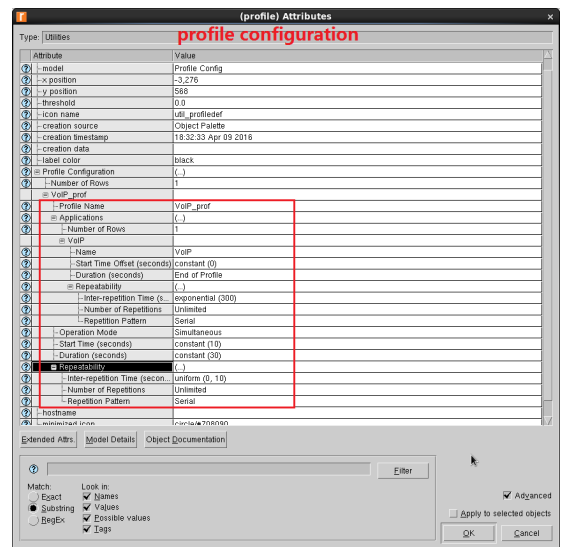 (profile) Attributes
Type: Utilities
profile configuration
Attribute Value
model Profile Config
x position -3,276
y position 568
threshold 0.0
icon name util_profiledef
creation source Object Palette
creation timestamp 18:32:33 Apr 09 2016
creation data
label color black
Profile Configuration (...)
Number of Rows 1
VoIP_prof
Profile Name VoIP_prof
Applications (...)
Number of Rows 1
VoIP
Name VoIP
Start Time Offset (seconds) constant (0)
Duration (seconds) End of Profile
Repeatability (...)
Inter-repetition Time (s... exponential (300)
Number of Repetitions Unlimited
Repetition Pattern Serial
Operation Mode Simultaneous
Start Time (seconds) constant (10)
Duration (seconds) constant (30)
Repeatability (...)
Inter-repetition Time (secon... uniform (0, 10)
Number of Repetitions Unlimited
Repetition Pattern Serial
hostname
minimized icon circle/#708090
Extended Attrs. Model Details Object Documentation
Filter
Match: Look in:
Exact Names
Substring Values
RegEx Possible values
Tags
Advanced
Apply to selected objects
OK Cancel